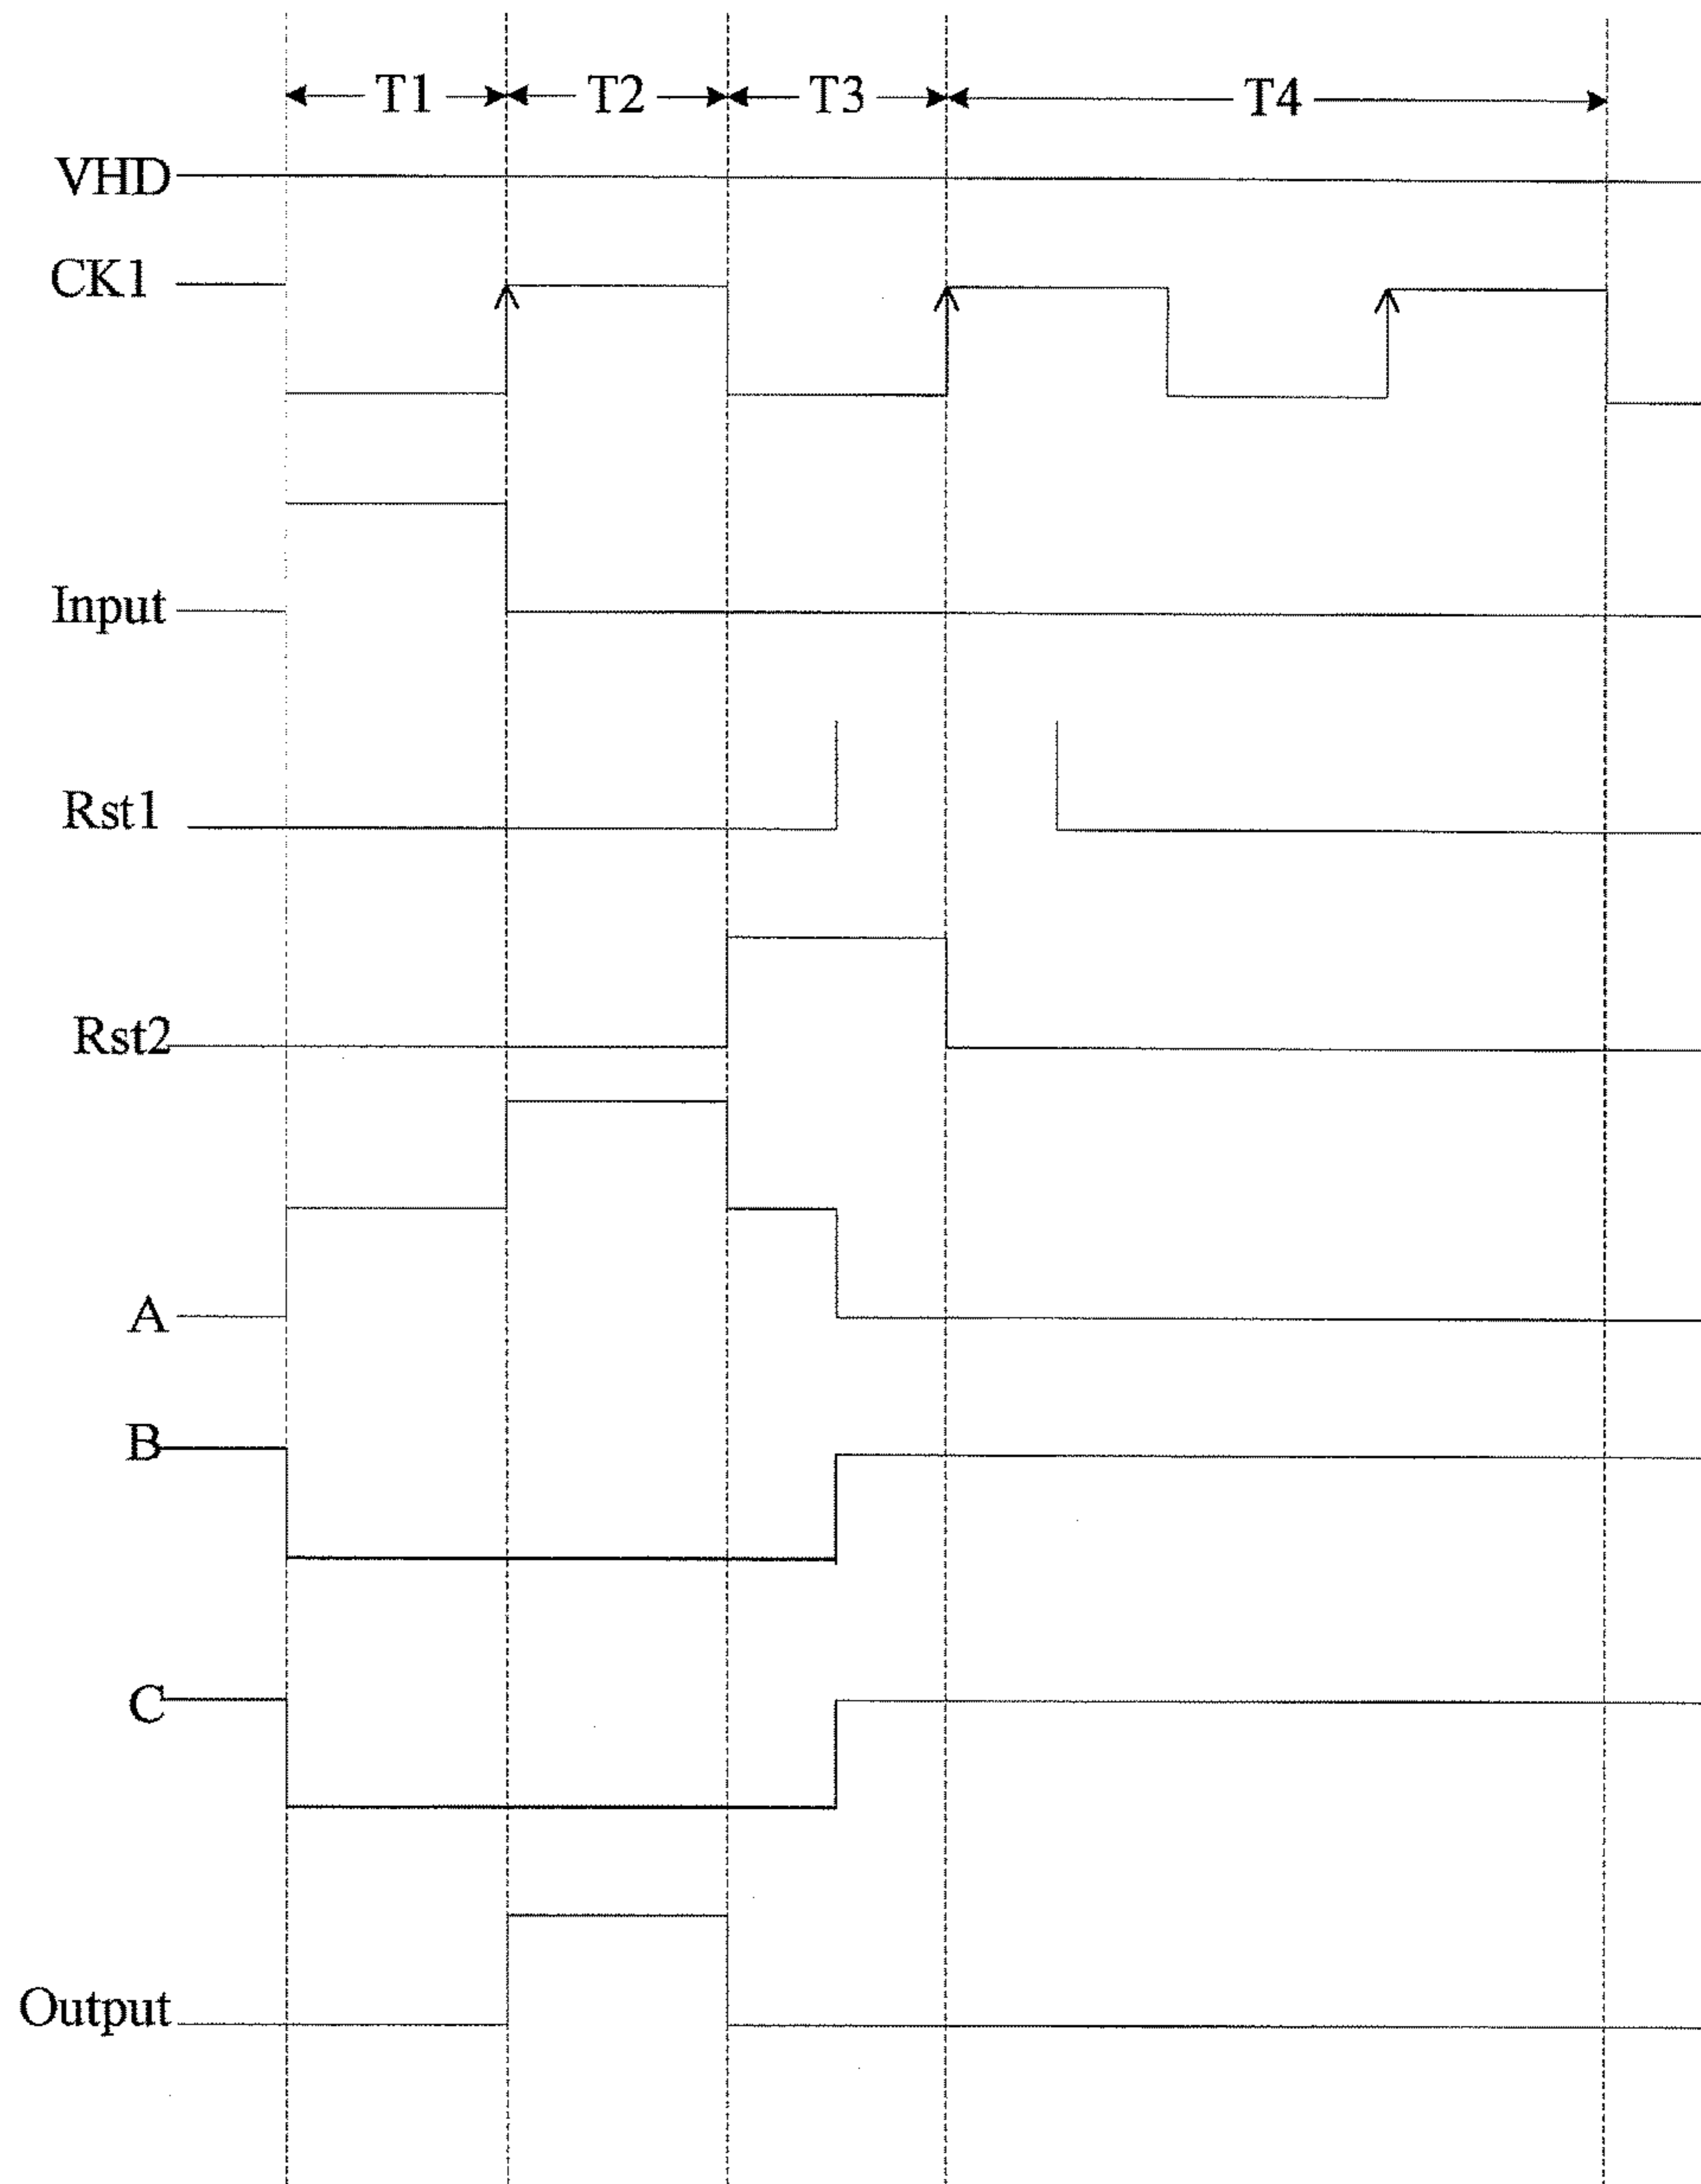 T1 T2 T3 T4
VHD
CK1
Input
Rst1
Rst2
A
B
C
Output